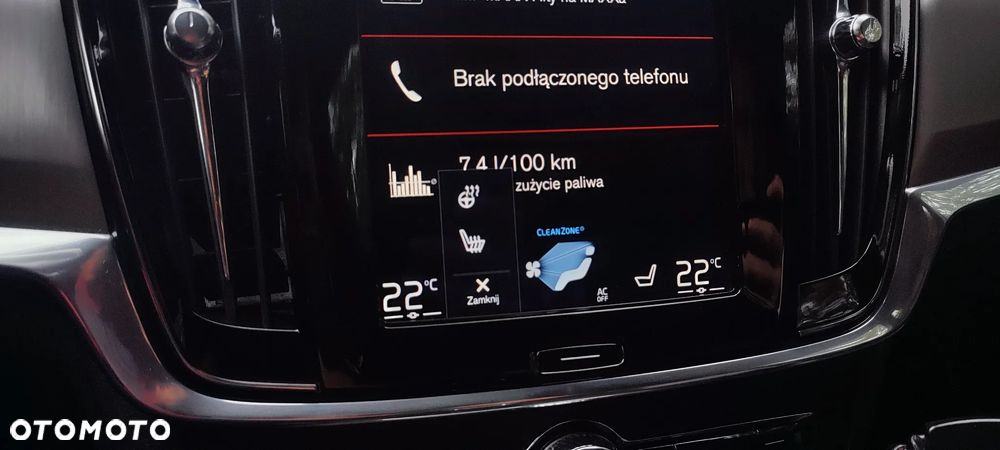 Brak podłączonego telefonu
7,4 l/100 km
zużycie paliwa
CLEANZONE®
22°C
Zamknij
AC
OFF
22°C
OTOMOTO